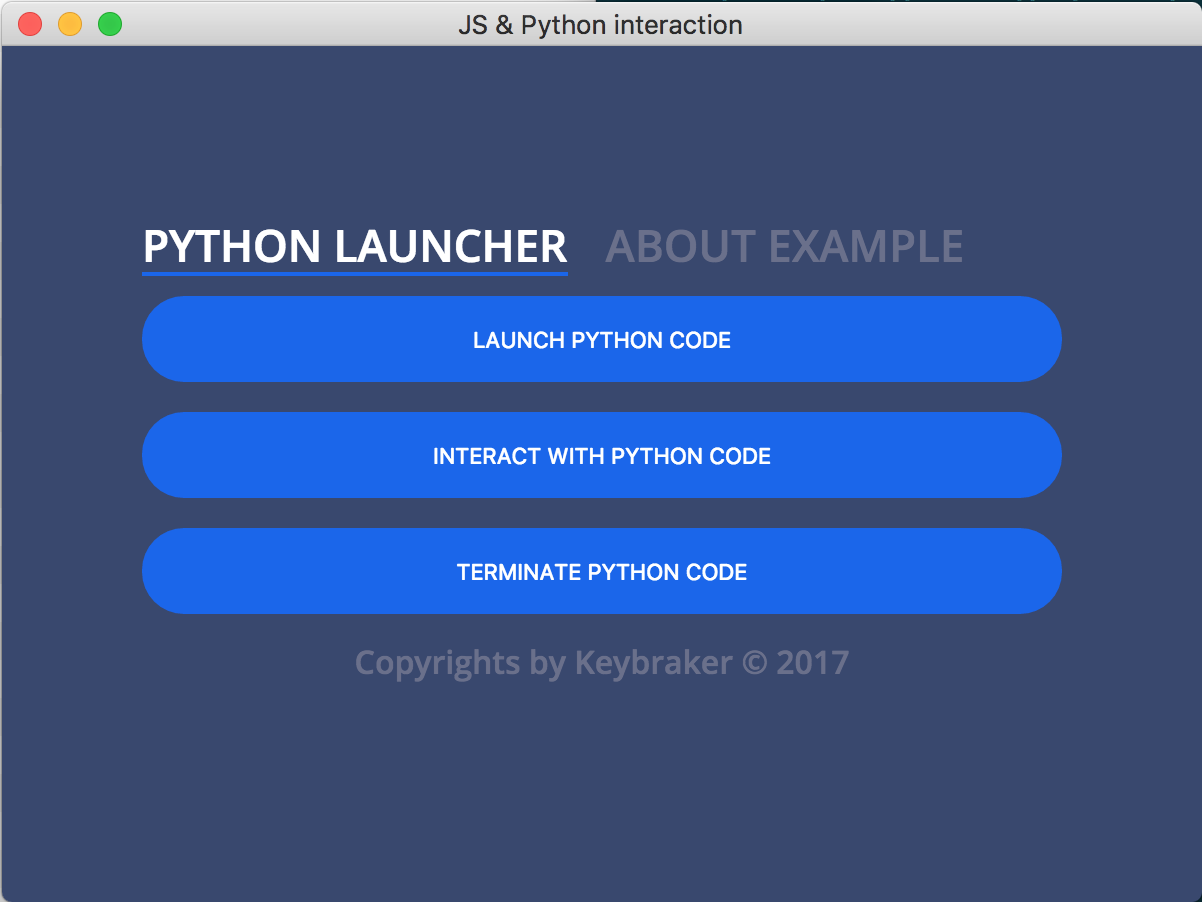 JS & Python interaction
PYTHON LAUNCHER ABOUT EXAMPLE
LAUNCH PYTHON CODE
INTERACT WITH PYTHON CODE
TERMINATE PYTHON CODE
Copyrights by Keybraker © 2017